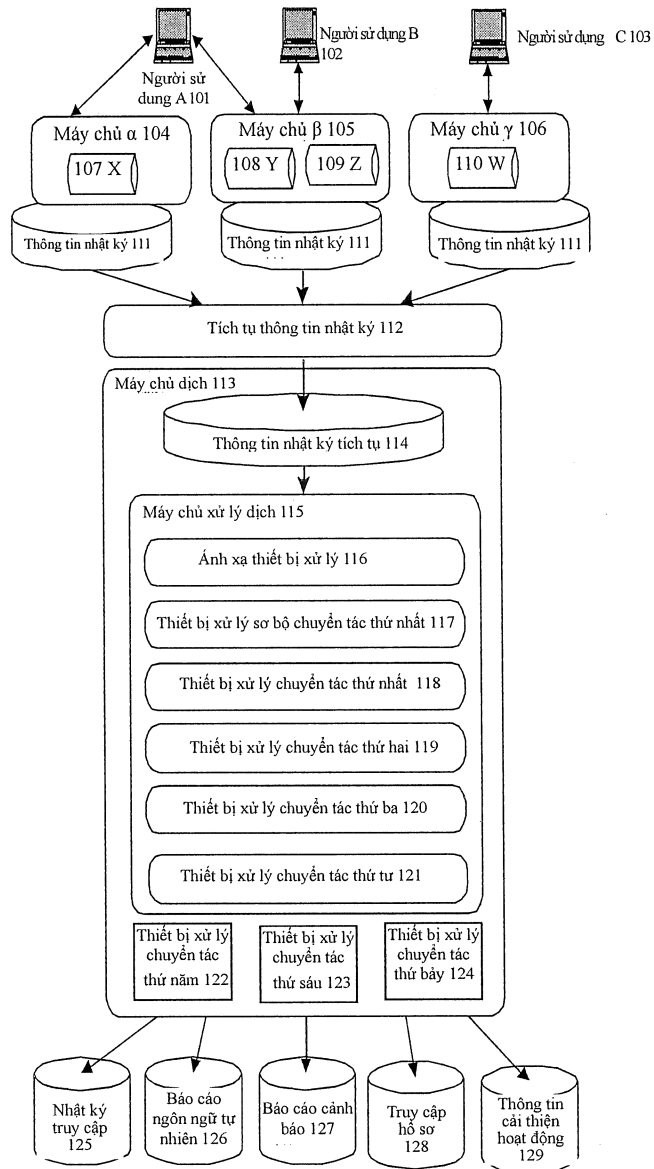 Người sử dụng B
102
Người sử dụng C 103
Người sử
dung A 101
Máy chủ α 104
Máy chủ β 105
Máy chủ γ 106
107 X
108 Y
109 Z
110 W
Thông tin nhật ký 111
Thông tin nhật ký 111
Thông tin nhật ký 111
Tích tụ thông tin nhật ký 112
Máy chủ dịch 113
Thông tin nhật ký tích tụ 114
Máy chủ xử lý dịch 115
Ánh xạ thiết bị xử lý 116
Thiết bị xử lý sơ bộ chuyển tác thứ nhất 117
Thiết bị xử lý chuyển tác thứ nhất 118
Thiết bị xử lý chuyển tác thứ hai 119
Thiết bị xử lý chuyển tác thứ ba 120
Thiết bị xử lý chuyển tác thứ tư 121
Thiết bị xử lý
chuyển tác
thứ năm 122
Thiết bị xử lý
chuyển tác
thứ sáu 123
Thiết bị xử lý
chuyển tác
thứ bảy 124
Nhật ký
truy cập
125
Báo cáo
ngôn ngữ tự
nhiên 126
Báo cáo cảnh
báo 127
Truy cập
hồ sơ
128
Thông tin
cải thiện
hoạt động
129